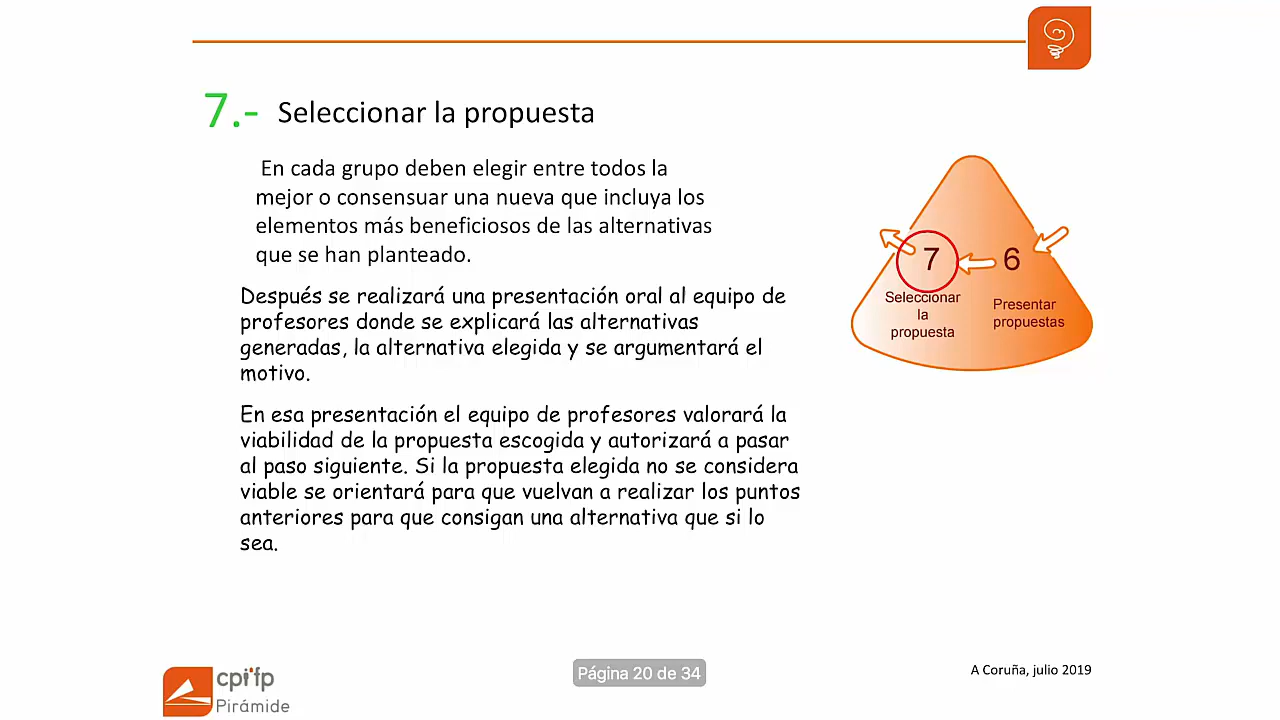 7.- Seleccionar la propuesta
En cada grupo deben elegir entre todos la
mejor o consensuar una nueva que incluya los
elementos más beneficiosos de las alternativas
que se han planteado.
Después se realizará una presentación oral al equipo de
profesores donde se explicará las alternativas
generadas, la alternativa elegida y se argumentará el
motivo.
En esa presentación el equipo de profesores valorará la
viabilidad de la propuesta escogida y autorizará a pasar
al paso siguiente. Si la propuesta elegida no se considera
viable se orientará para que vuelvan a realizar los puntos
anteriores para que consigan una alternativa que si lo
sea.
7
Seleccionar
la
propuesta
6
Presentar
propuestas
cpifp
Pirámide
Página 20 de 34
A Coruña, julio 2019